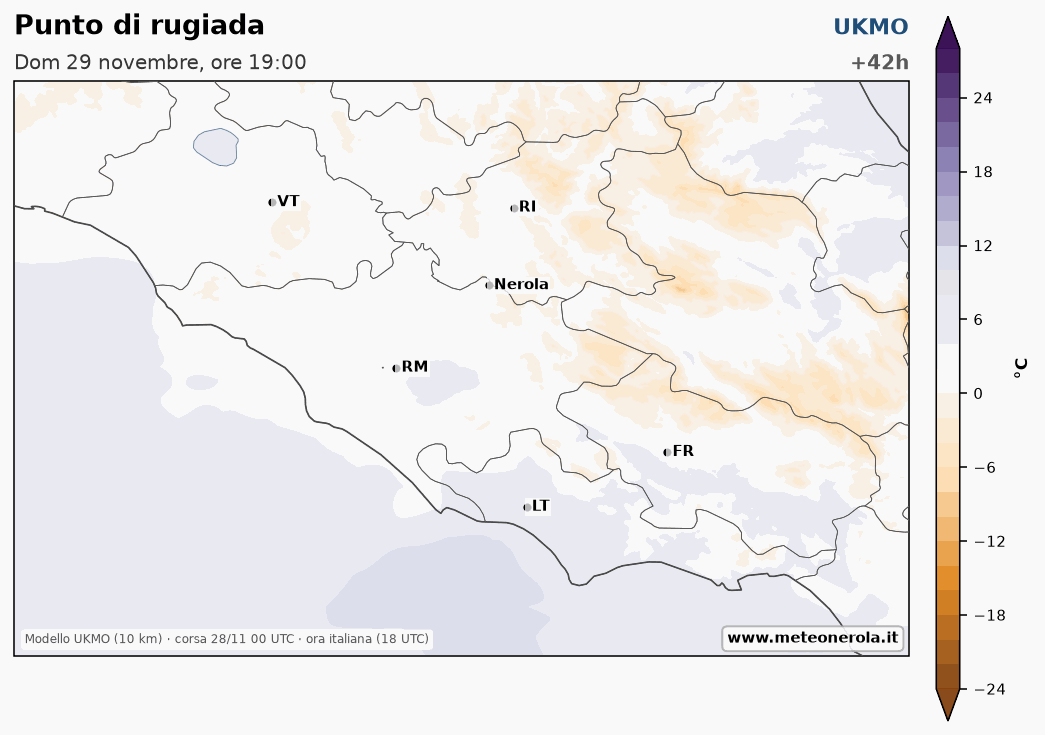 Punto di rugiada
UKMO
Dom 29 novembre, ore 19:00
+42h
24
18
12
6
0
−6
−12
−18
−24
°C
VT
RI
Nerola
RM
FR
LT
Modello UKMO (10 km) · corsa 28/11 00 UTC · ora italiana (18 UTC)
www.meteonerola.it